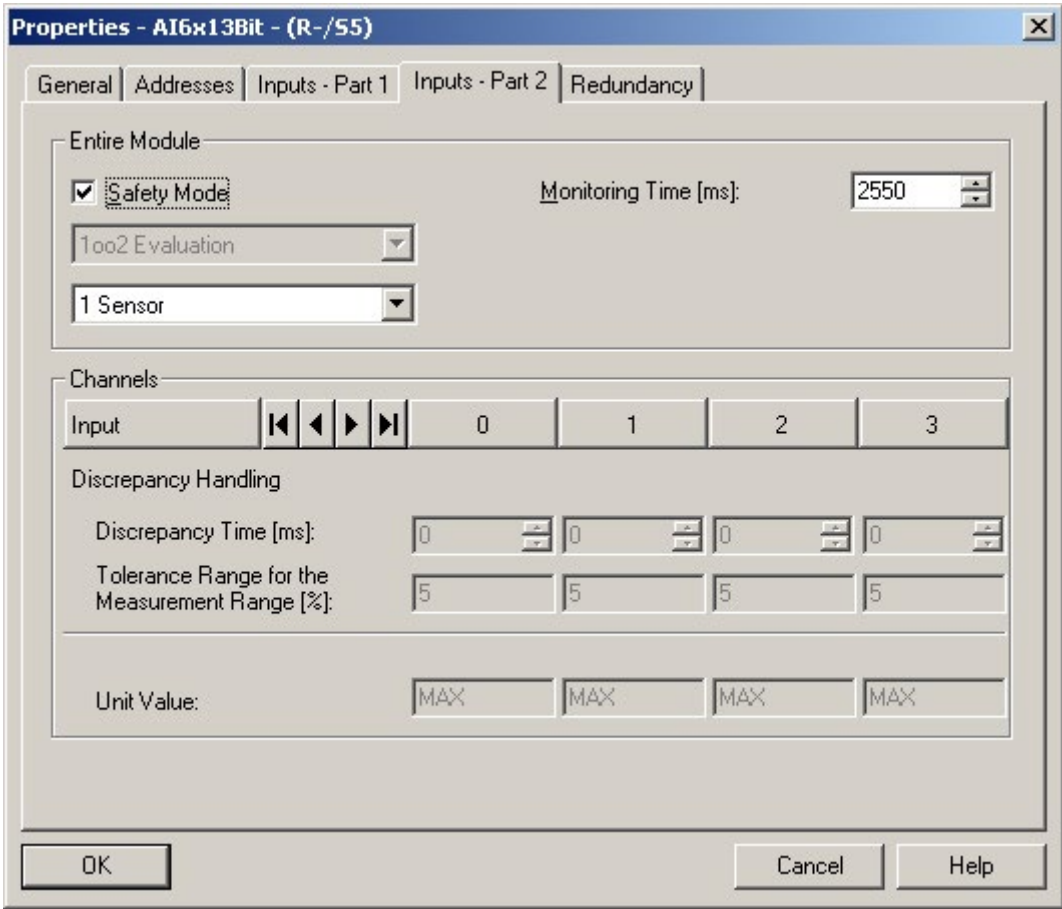 Properties - AI6x13Bit - (R-/S5)
General Addresses Inputs - Part 1 Inputs - Part 2 Redundancy
Entire Module
Safety Mode Monitoring Time [ms]: 2550
1oo2 Evaluation
1 Sensor
Channels
Input 0 1 2 3
Discrepancy Handling
Discrepancy Time [ms]: 0 0 0 0
Tolerance Range for the
Measurement Range [%]: 5 5 5 5
Unit Value: MAX MAX MAX MAX
OK Cancel Help